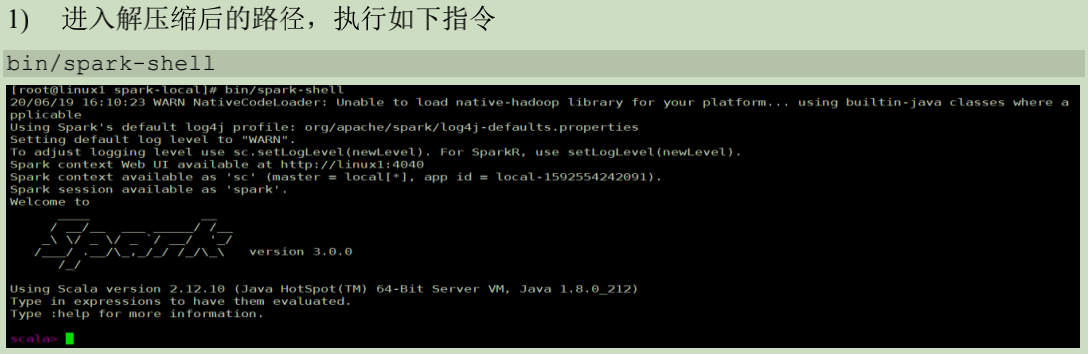 1) 进入解压缩后的路径，执行如下指令
bin/spark-shell
[root@linux1 spark-local]# bin/spark-shell
20/06/19 16:10:23 WARN NativeCodeLoader: Unable to load native-hadoop library for your platform... using builtin-java classes where a
pplicable
Using Spark's default log4j profile: org/apache/spark/log4j-defaults.properties
Setting default log level to "WARN".
To adjust logging level use sc.setLogLevel(newLevel). For SparkR, use setLogLevel(newLevel).
Spark context Web UI available at http://linux1:4040
Spark context available as 'sc' (master = local[*], app id = local-1592554242091).
Spark session available as 'spark'.
Welcome to
Spark version 3.0.0
Using Scala version 2.12.10 (Java HotSpot(TM) 64-Bit Server VM, Java 1.8.0_212)
Type in expressions to have them evaluated.
Type :help for more information.
scala>